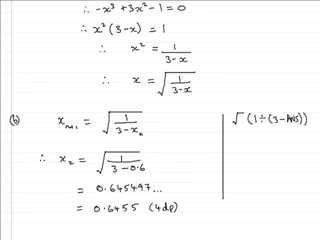 ∴ -x³ + 3x² - 1 = 0
∴ x² (3 - x) = 1
∴ x² = 1/(3 - x)
∴ x = √(1/(3 - x))
(b) xₙ₊₁ = √(1/(3 - xₙ))
√(1 ÷ (3 - ANS))
∴ x₂ = √(1/(3 - 0.6))
= 0.645497...
= 0.6455 (4dp)